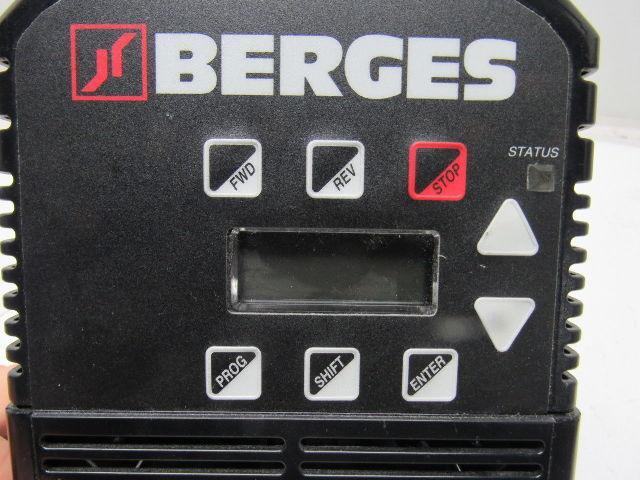 BERGES
FWD REV STOP
STATUS
PROG SHIFT ENTER